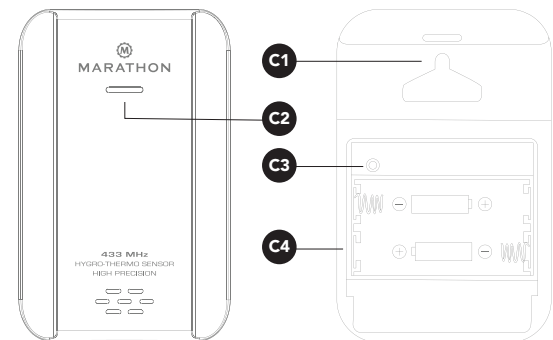 M
MARATHON
433 MHz
HYGRO-THERMO SENSOR
HIGH PRECISION
C1
C2
C3
C4
− +
+ −